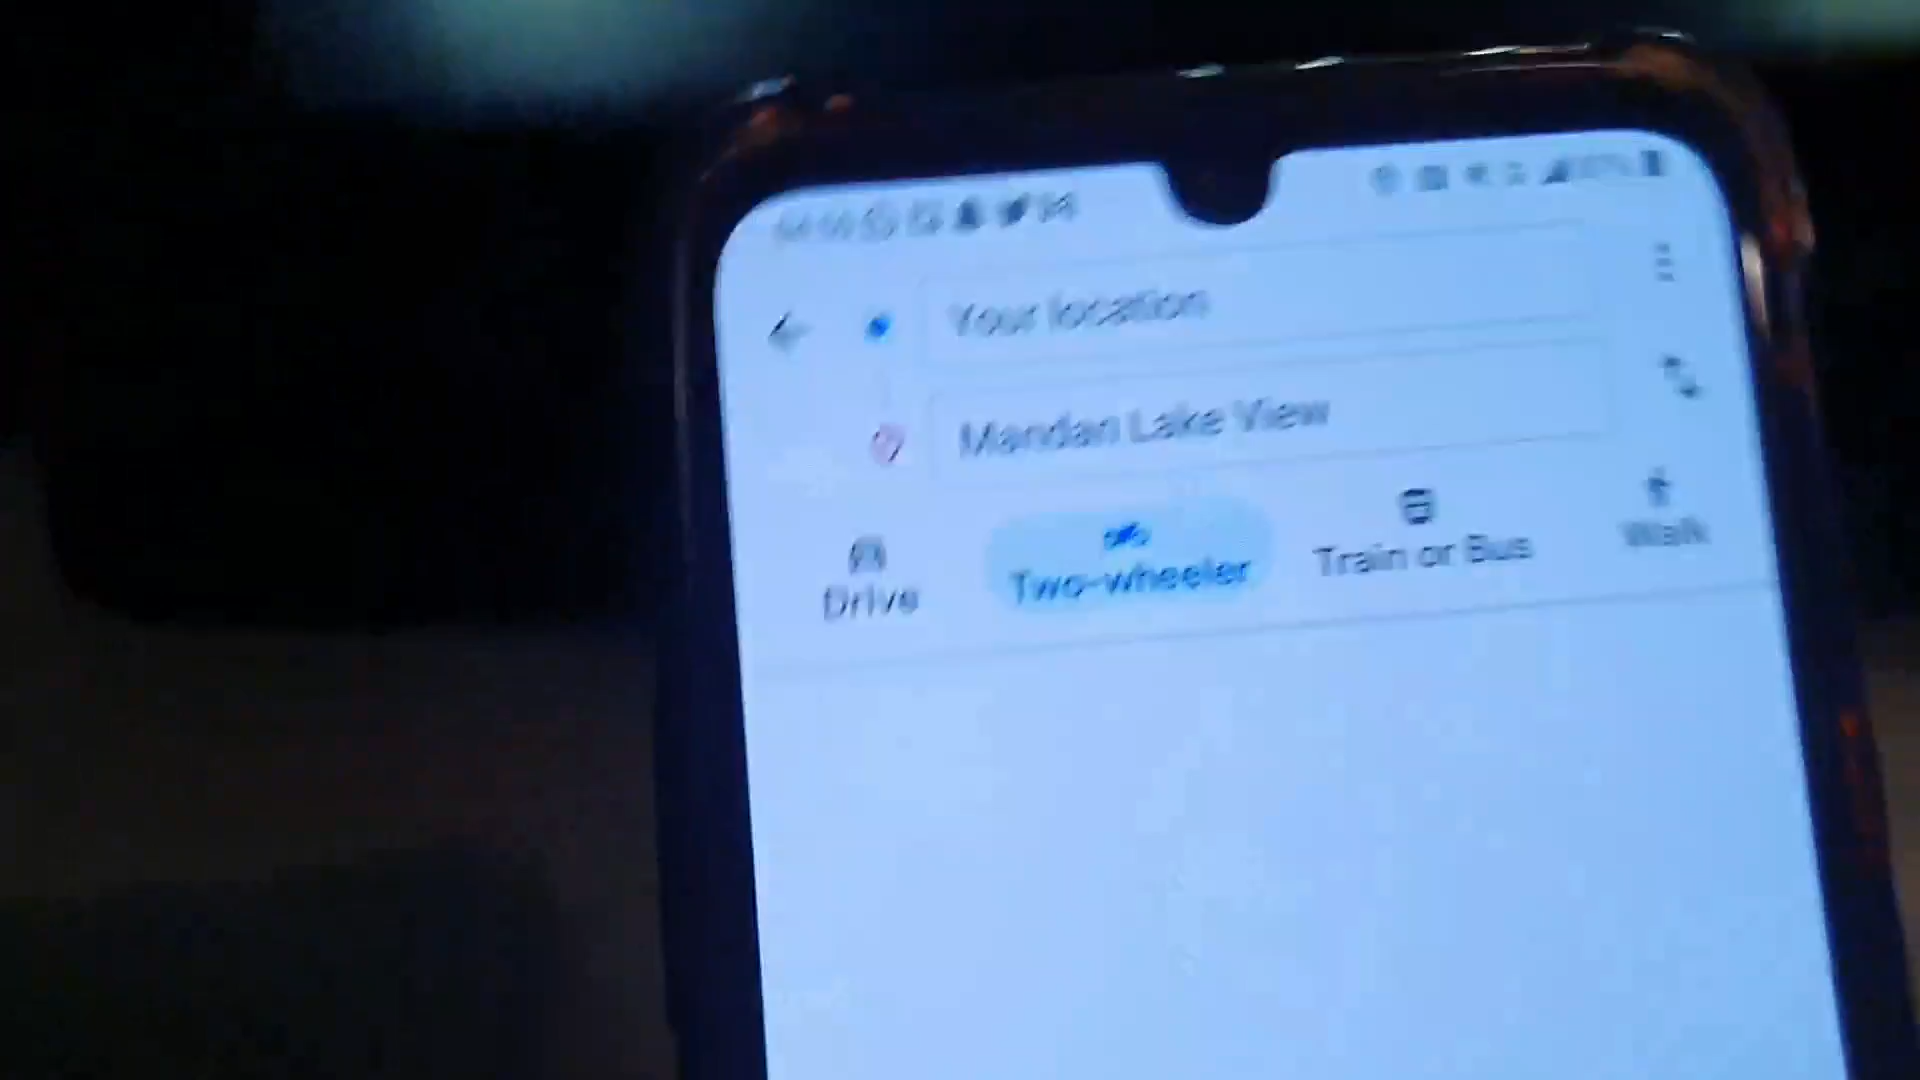 Your location
Mandan Lake View
Drive
Two-wheeler
Train or Bus
Walk